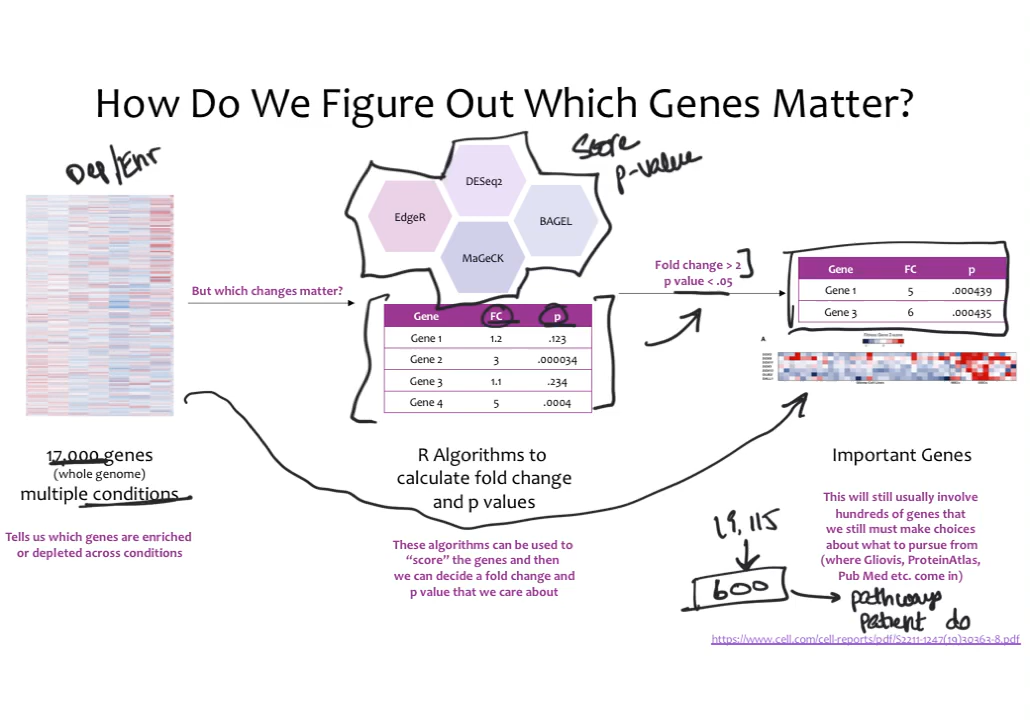 How Do We Figure Out Which Genes Matter?
Dep/Enr
Score
p-value
DESeq2
EdgeR
BAGEL
MaGeCK
But which changes matter?
Fold change > 2
p value < .05
Gene FC p
Gene 1 1.2 .123
Gene 2 3 .000034
Gene 3 1.1 .234
Gene 4 5 .0004
Gene FC p
Gene 1 5 .000439
Gene 3 6 .000435
A
17,000 genes
(whole genome)
multiple conditions
Tells us which genes are enriched
or depleted across conditions
R Algorithms to
calculate fold change
and p values
These algorithms can be used to
“score” the genes and then
we can decide a fold change and
p value that we care about
Important Genes
This will still usually involve
hundreds of genes that
we still must make choices
about what to pursue from
(where Gliovis, ProteinAtlas,
Pub Med etc. come in)
19,115
600
pathways
patient do
https://www.cell.com/cell-reports/pdf/S2211-1247(19)30363-8.pdf